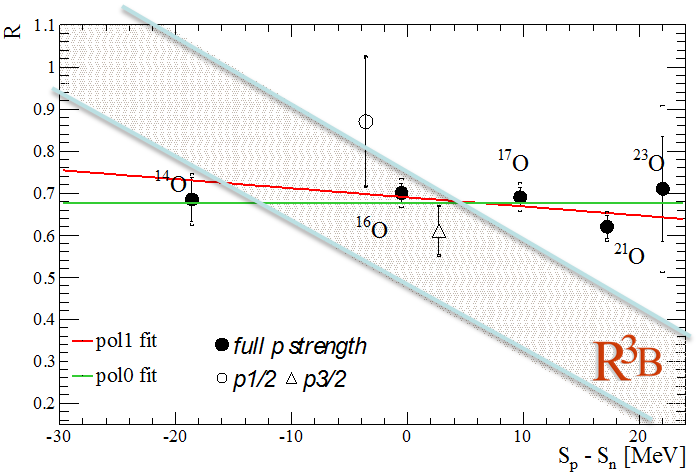 R
1.1
1
0.9
0.8
0.7
0.6
0.5
0.4
0.3
0.2
-30
-20
-10
0
10
20
Sp - Sn [MeV]
14O
16O
17O
21O
23O
pol1 fit
pol0 fit
full p strength
p1/2
p3/2
R3B